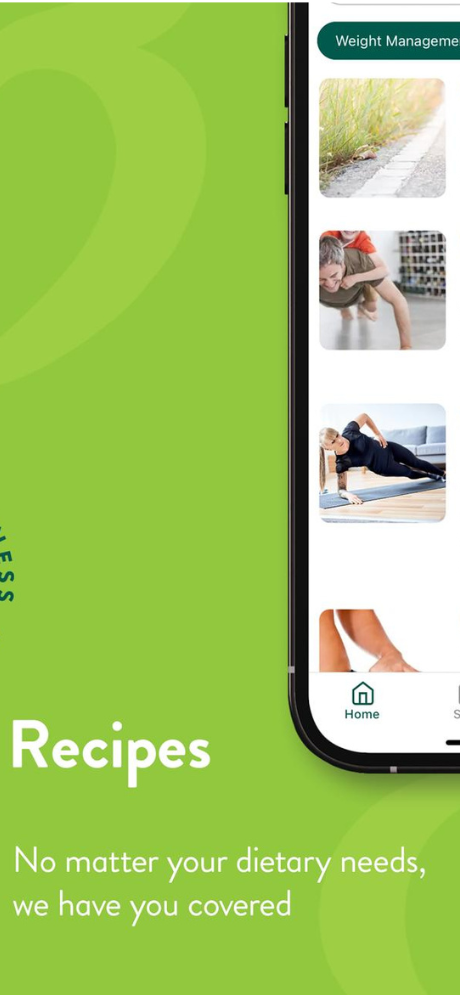 Weight Manageme
NESS
Home
S
Recipes
No matter your dietary needs,
we have you covered